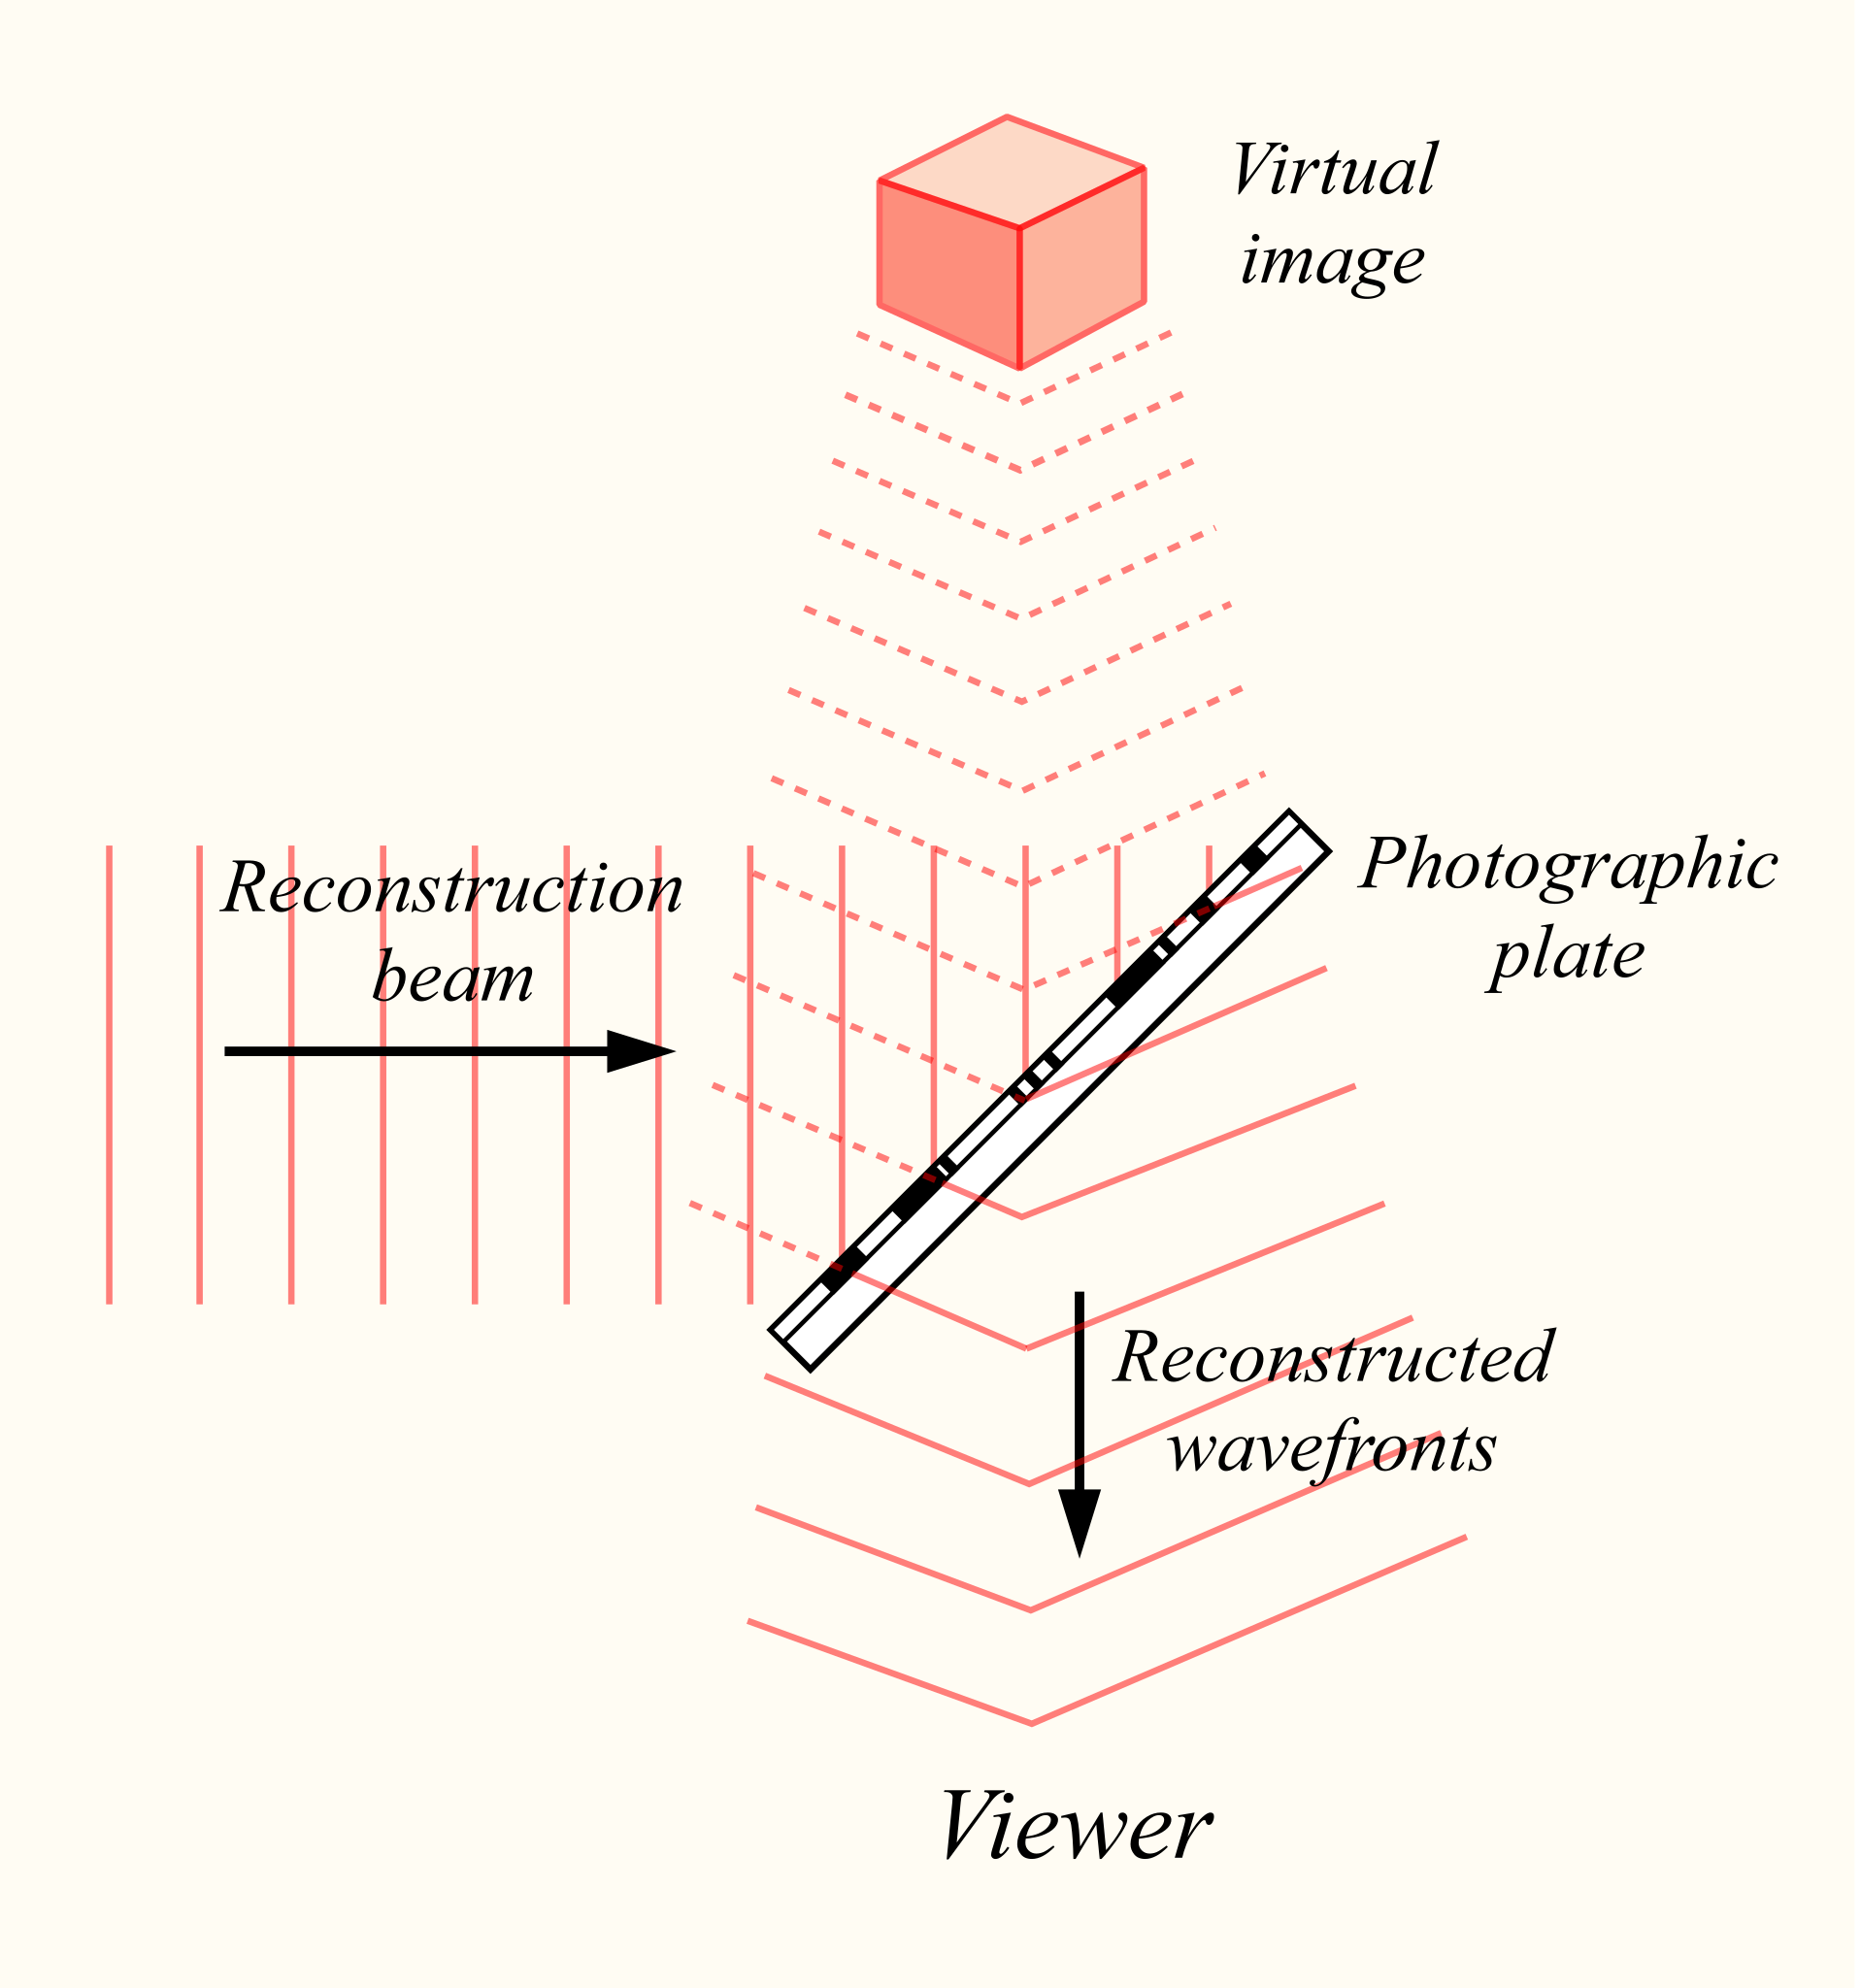 Virtual
image
Reconstruction
beam
Photographic
plate
Reconstructed
wavefronts
Viewer